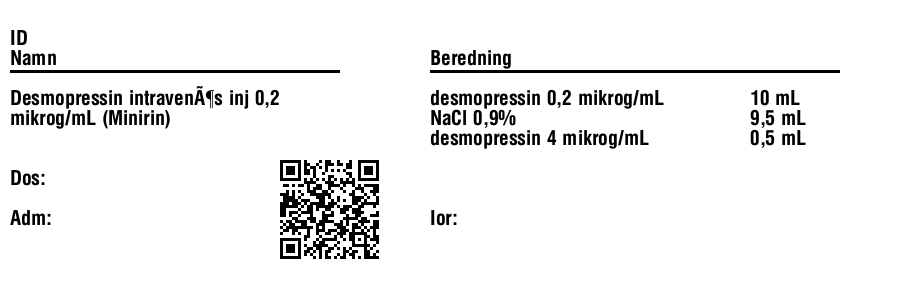 ID
Namn
Desmopressin intravenÃ¶s inj 0,2
mikrog/mL (Minirin)
Dos:
Adm:
Beredning
desmopressin 0,2 mikrog/mL 10 mL
NaCl 0,9% 9,5 mL
desmopressin 4 mikrog/mL 0,5 mL
Ior: